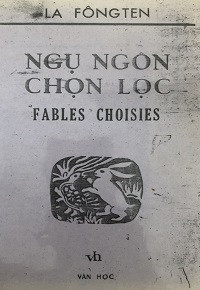 LA FÔNGTEN
NGỤ NGÔN
CHỌN LỌC
FABLES CHOISIES
vh
VĂN HỌC